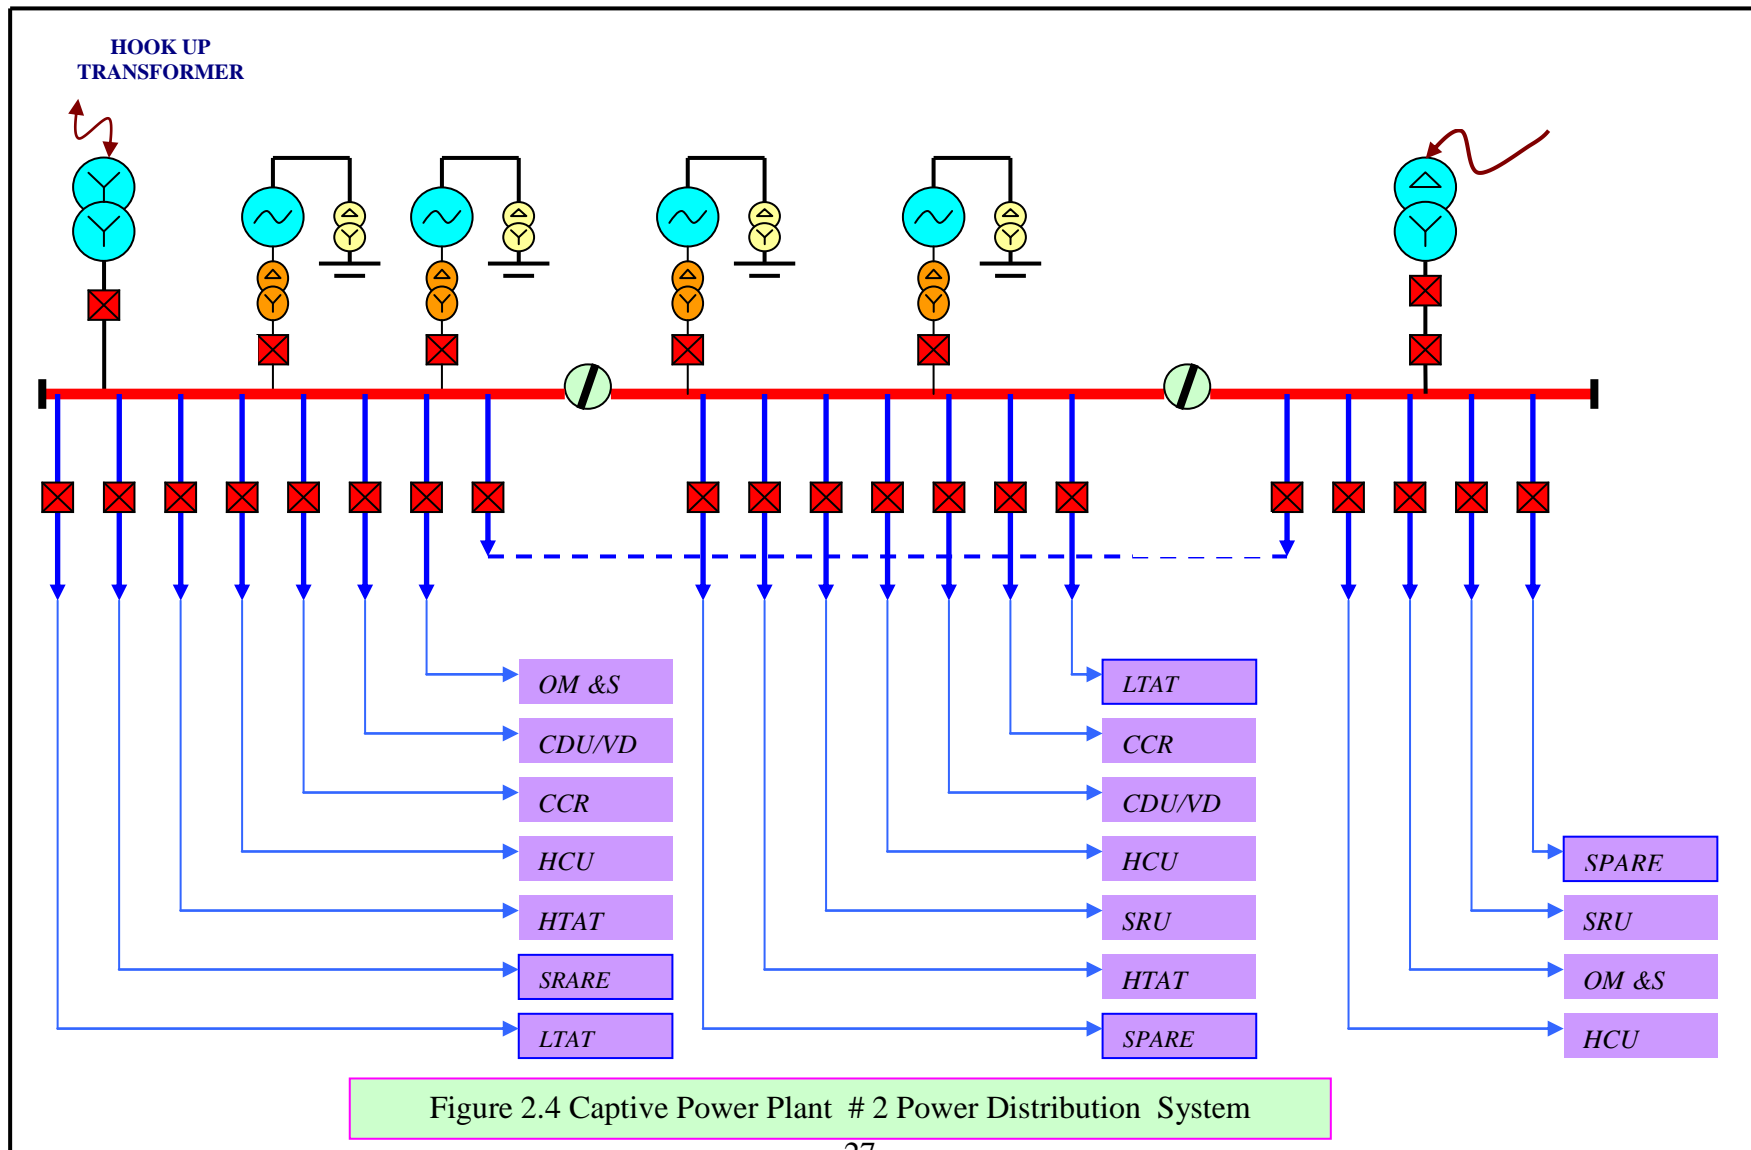 HOOK UP
TRANSFORMER
OM &S
CDU/VD
CCR
HCU
HTAT
SRARE
LTAT
LTAT
CCR
CDU/VD
HCU
SRU
HTAT
SPARE
SPARE
SRU
OM &S
HCU
Figure 2.4 Captive Power Plant # 2 Power Distribution System
27